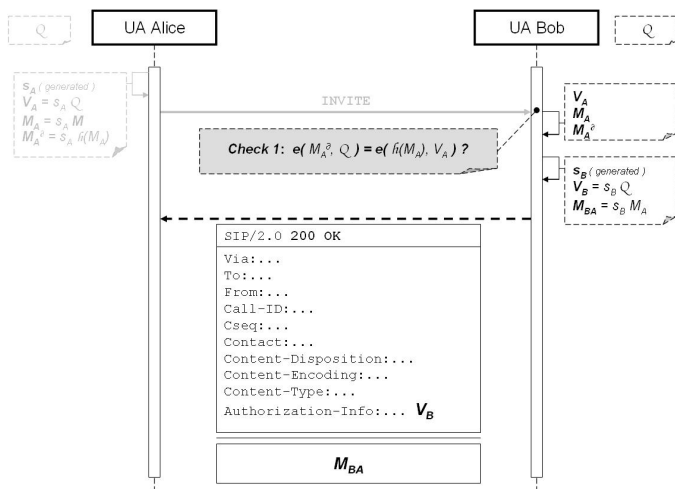 Q
UA Alice
UA Bob
Q
s_A ( generated )
V_A = s_A Q
M_A = s_A M
M_A^∂ = s_A h(M_A)
INVITE
V_A
M_A
M_A^∂
Check 1: e( M_A^∂, Q ) = e( h(M_A), V_A ) ?
s_B ( generated )
V_B = s_B Q
M_BA = s_B M_A
SIP/2.0 200 OK
Via:...
To:...
From:...
Call-ID:...
Cseq:...
Contact:...
Content-Disposition:...
Content-Encoding:...
Content-Type:...
Authorization-Info:... V_B
M_BA